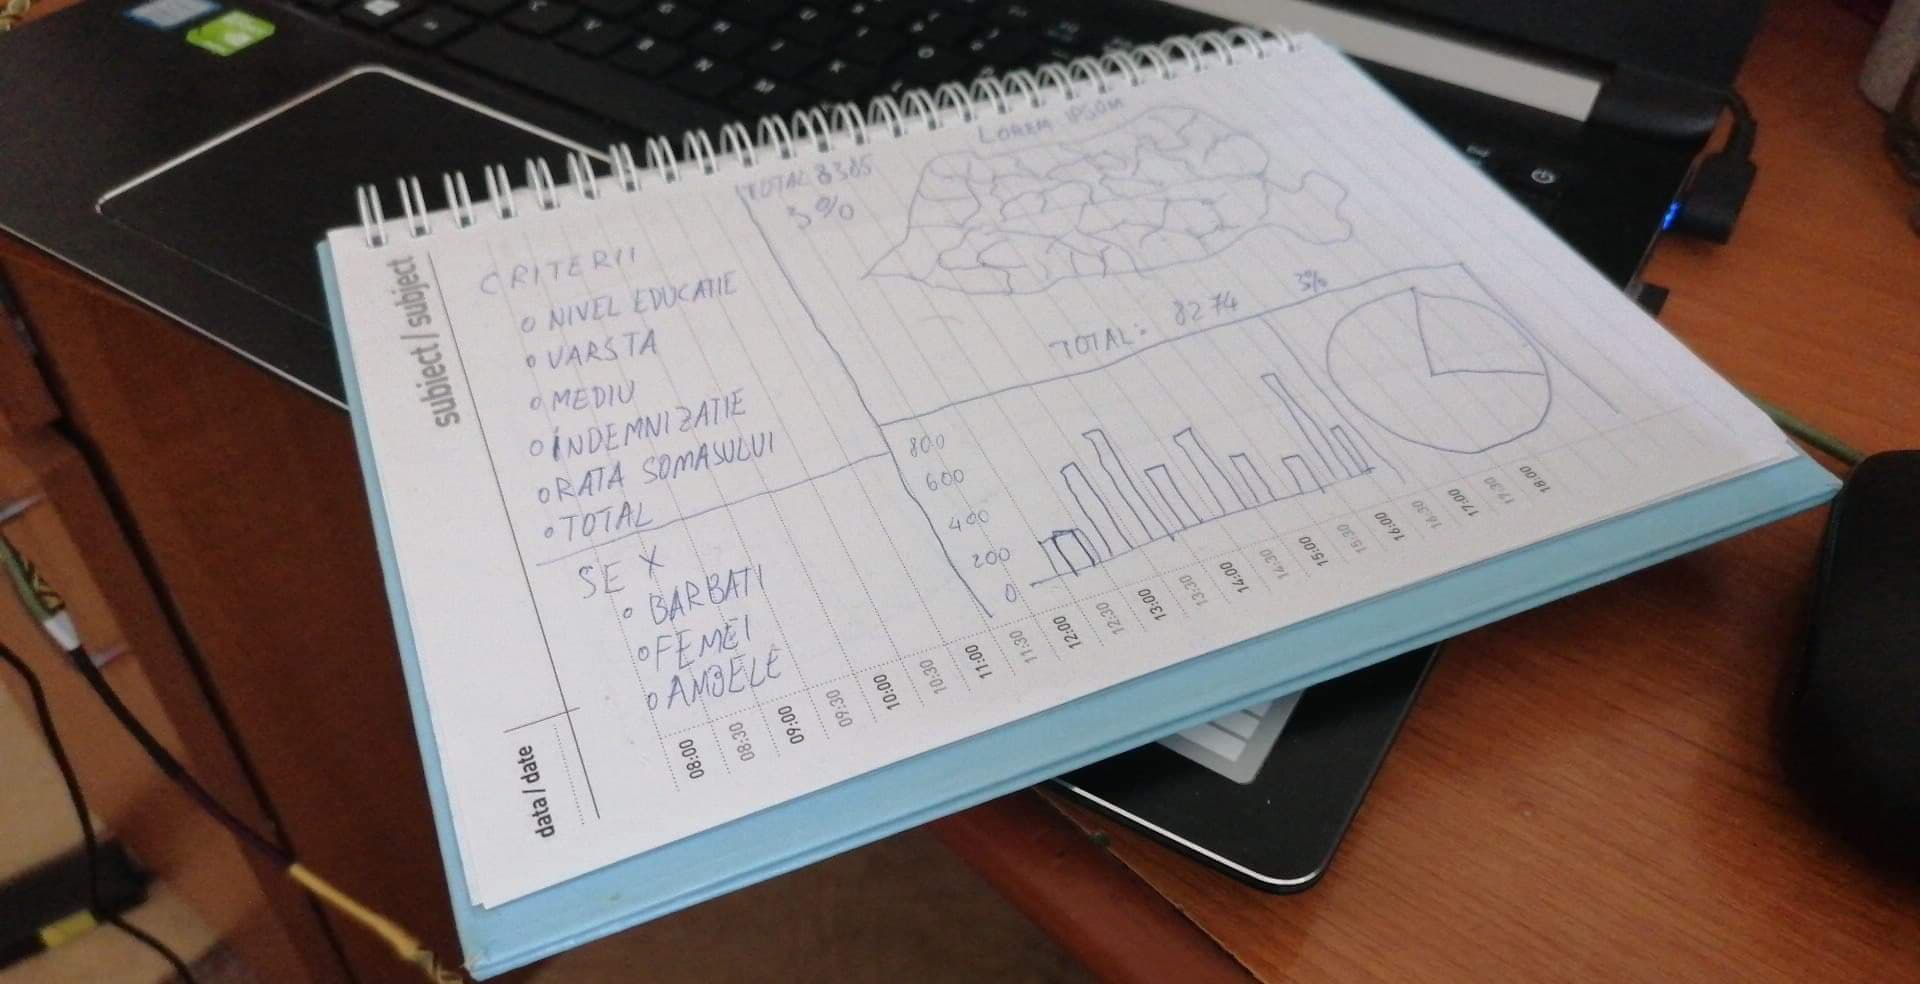 subiect / subject
CRITERII
NIVEL EDUCATIE
VARSTA
MEDIU
INDEMNIZATIE
RATA SOMASULUI
TOTAL
SEX
BARBATI
FEMEI
AMBELE
TOTAL 8385
3%
LOREM IPSOM
TOTAL: 8274
3%
800
600
400
200
0
data / date
08:00
08:30
09:00
09:30
10:00
10:30
11:00
11:30
12:00
12:30
13:00
13:30
14:00
14:30
15:00
15:30
16:00
16:30
17:00
17:30
18:00